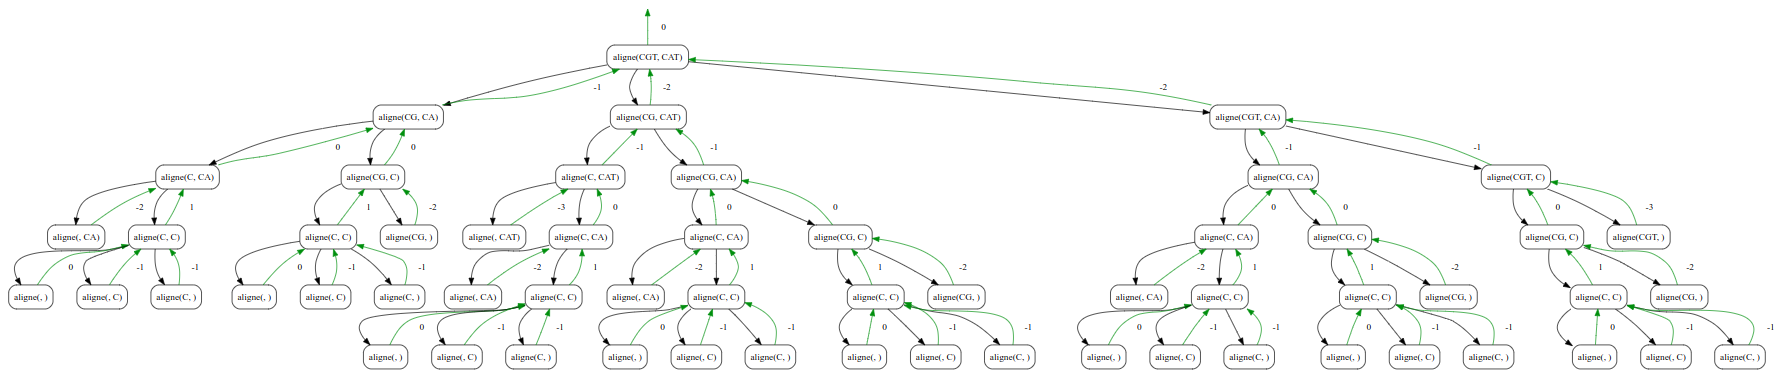 0
aligne(CGT, CAT)
-1 -2 -2
aligne(CG, CA) aligne(CG, CAT) aligne(CGT, CA)
0 0 -1 -1 -1 -1
aligne(C, CA) aligne(CG, C) aligne(C, CAT) aligne(CG, CA) aligne(CG, CA) aligne(CGT, C)
-2 1 1 -2 -3 0 0 0 0 0 0 -3
aligne(, CA) aligne(C, C) aligne(C, C) aligne(CG, ) aligne(, CAT) aligne(C, CA) aligne(C, CA) aligne(CG, C) aligne(C, CA) aligne(CG, C) aligne(CG, C) aligne(CGT, )
0 -1 -1 0 -1 -1 -2 1 -2 1 1 -2 -2 1 1 -2 1 -2
aligne(, ) aligne(, C) aligne(C, ) aligne(, ) aligne(, C) aligne(C, ) aligne(, CA) aligne(C, C) aligne(, CA) aligne(C, C) aligne(C, C) aligne(CG, ) aligne(, CA) aligne(C, C) aligne(C, C) aligne(CG, ) aligne(C, C) aligne(CG, )
0 -1 -1 0 -1 -1 0 -1 -1 0 -1 -1 0 -1 -1 0 -1 -1
aligne(, ) aligne(, C) aligne(C, ) aligne(, ) aligne(, C) aligne(C, ) aligne(, ) aligne(, C) aligne(C, ) aligne(, ) aligne(, C) aligne(C, ) aligne(, ) aligne(, C) aligne(C, ) aligne(, ) aligne(, C) aligne(C, )